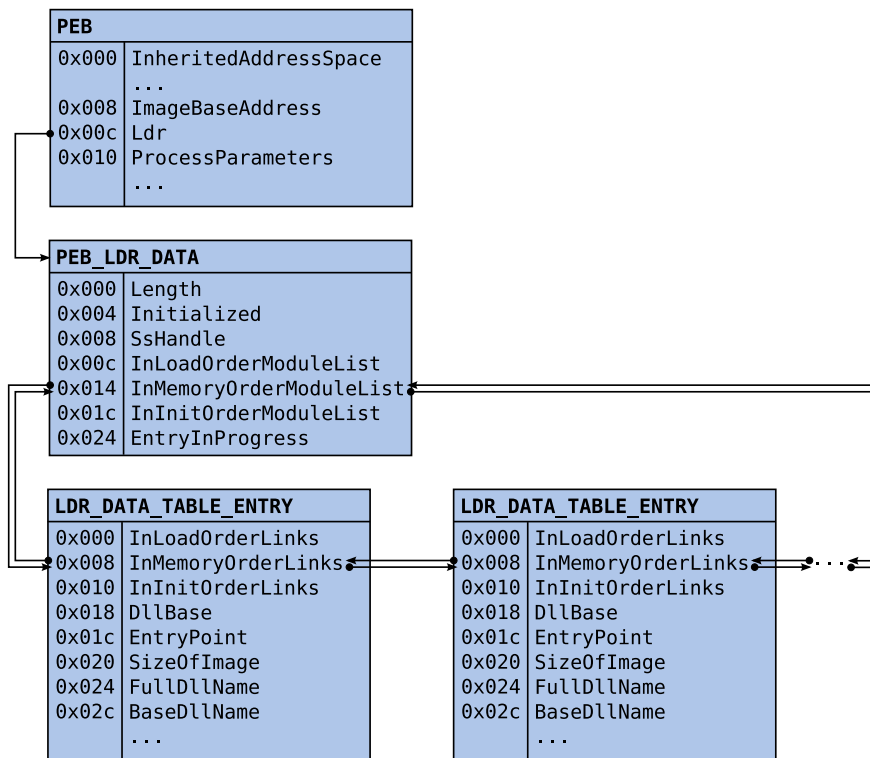 PEB
0x000 InheritedAddressSpace
...
0x008 ImageBaseAddress
0x00c Ldr
0x010 ProcessParameters
...
PEB_LDR_DATA
0x000 Length
0x004 Initialized
0x008 SsHandle
0x00c InLoadOrderModuleList
0x014 InMemoryOrderModuleList
0x01c InInitOrderModuleList
0x024 EntryInProgress
LDR_DATA_TABLE_ENTRY
0x000 InLoadOrderLinks
0x008 InMemoryOrderLinks
0x010 InInitOrderLinks
0x018 DllBase
0x01c EntryPoint
0x020 SizeOfImage
0x024 FullDllName
0x02c BaseDllName
...
LDR_DATA_TABLE_ENTRY
0x000 InLoadOrderLinks
0x008 InMemoryOrderLinks
0x010 InInitOrderLinks
0x018 DllBase
0x01c EntryPoint
0x020 SizeOfImage
0x024 FullDllName
0x02c BaseDllName
...
...